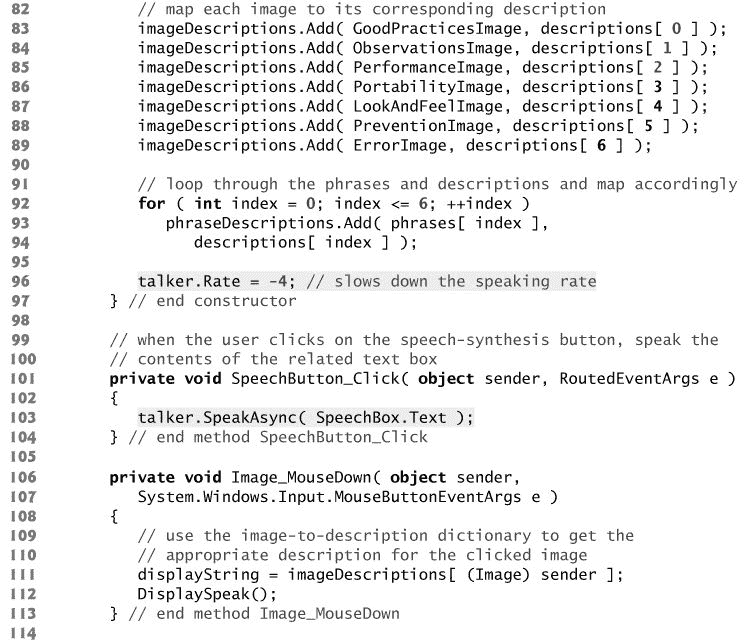 82 // map each image to its corresponding description
83 imageDescriptions.Add( GoodPracticesImage, descriptions[ 0 ] );
84 imageDescriptions.Add( ObservationsImage, descriptions[ 1 ] );
85 imageDescriptions.Add( PerformanceImage, descriptions[ 2 ] );
86 imageDescriptions.Add( PortabilityImage, descriptions[ 3 ] );
87 imageDescriptions.Add( LookAndFeelImage, descriptions[ 4 ] );
88 imageDescriptions.Add( PreventionImage, descriptions[ 5 ] );
89 imageDescriptions.Add( ErrorImage, descriptions[ 6 ] );
90
91 // loop through the phrases and descriptions and map accordingly
92 for ( int index = 0; index <= 6; ++index )
93 phraseDescriptions.Add( phrases[ index ],
94 descriptions[ index ] );
95
96 talker.Rate = -4; // slows down the speaking rate
97 } // end constructor
98
99 // when the user clicks on the speech-synthesis button, speak the
100 // contents of the related text box
101 private void SpeechButton_Click( object sender, RoutedEventArgs e )
102 {
103 talker.SpeakAsync( SpeechBox.Text );
104 } // end method SpeechButton_Click
105
106 private void Image_MouseDown( object sender,
107 System.Windows.Input.MouseButtonEventArgs e )
108 {
109 // use the image-to-description dictionary to get the
110 // appropriate description for the clicked image
111 displayString = imageDescriptions[ (Image) sender ];
112 DisplaySpeak();
113 } // end method Image_MouseDown
114